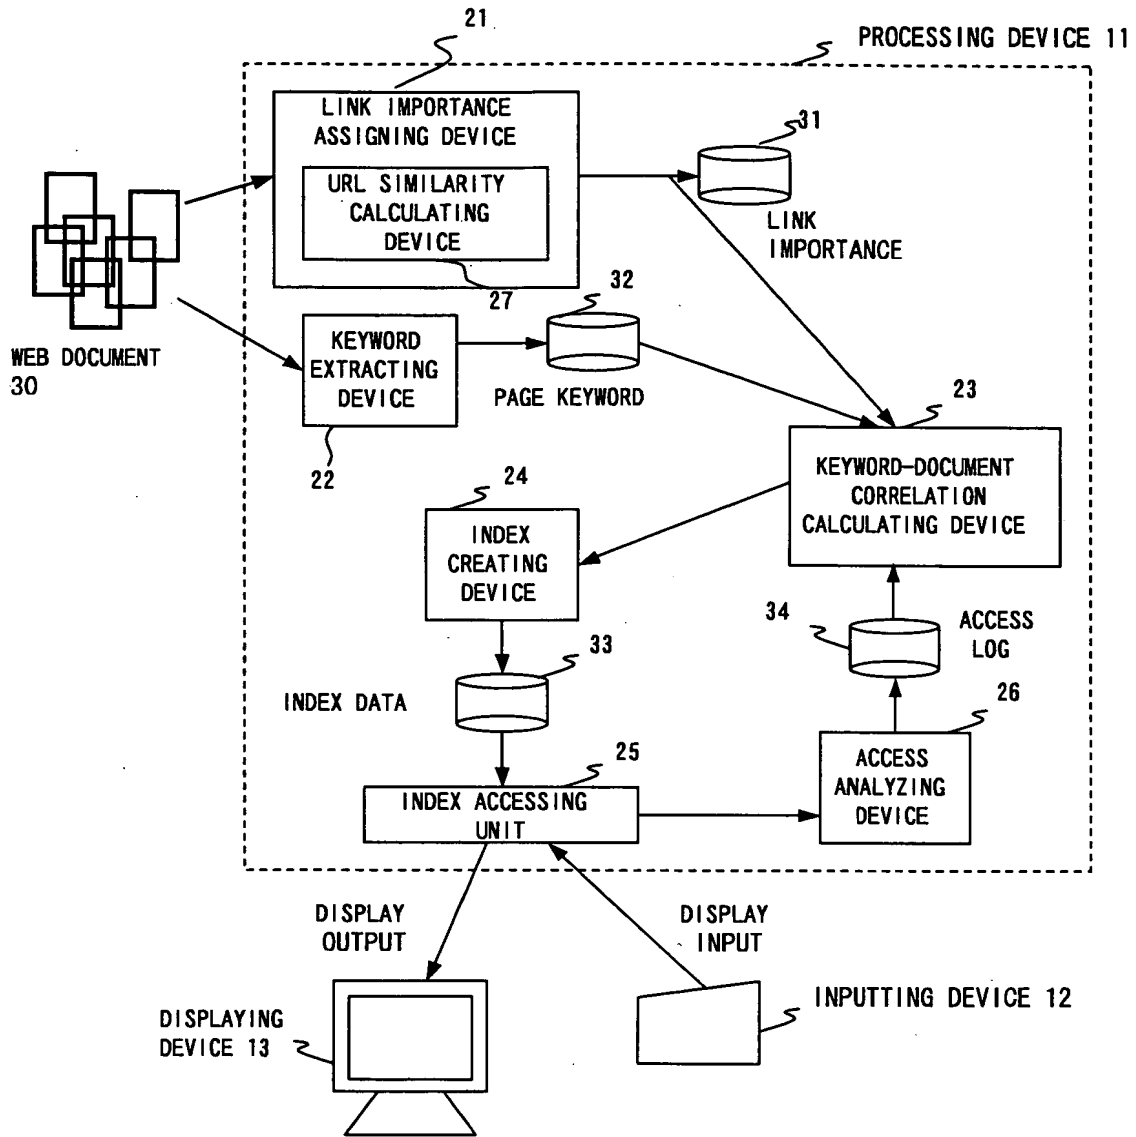 21
PROCESSING DEVICE 11
LINK IMPORTANCE
ASSIGNING DEVICE
31
URL SIMILARITY
CALCULATING
DEVICE
LINK
IMPORTANCE
27
32
KEYWORD
EXTRACTING
DEVICE
WEB DOCUMENT
30
PAGE KEYWORD
23
22
24
KEYWORD-DOCUMENT
CORRELATION
CALCULATING DEVICE
INDEX
CREATING
DEVICE
34
ACCESS
LOG
33
INDEX DATA
26
25
ACCESS
ANALYZING
DEVICE
INDEX ACCESSING
UNIT
DISPLAY
OUTPUT
DISPLAY
INPUT
INPUTTING DEVICE 12
DISPLAYING
DEVICE 13